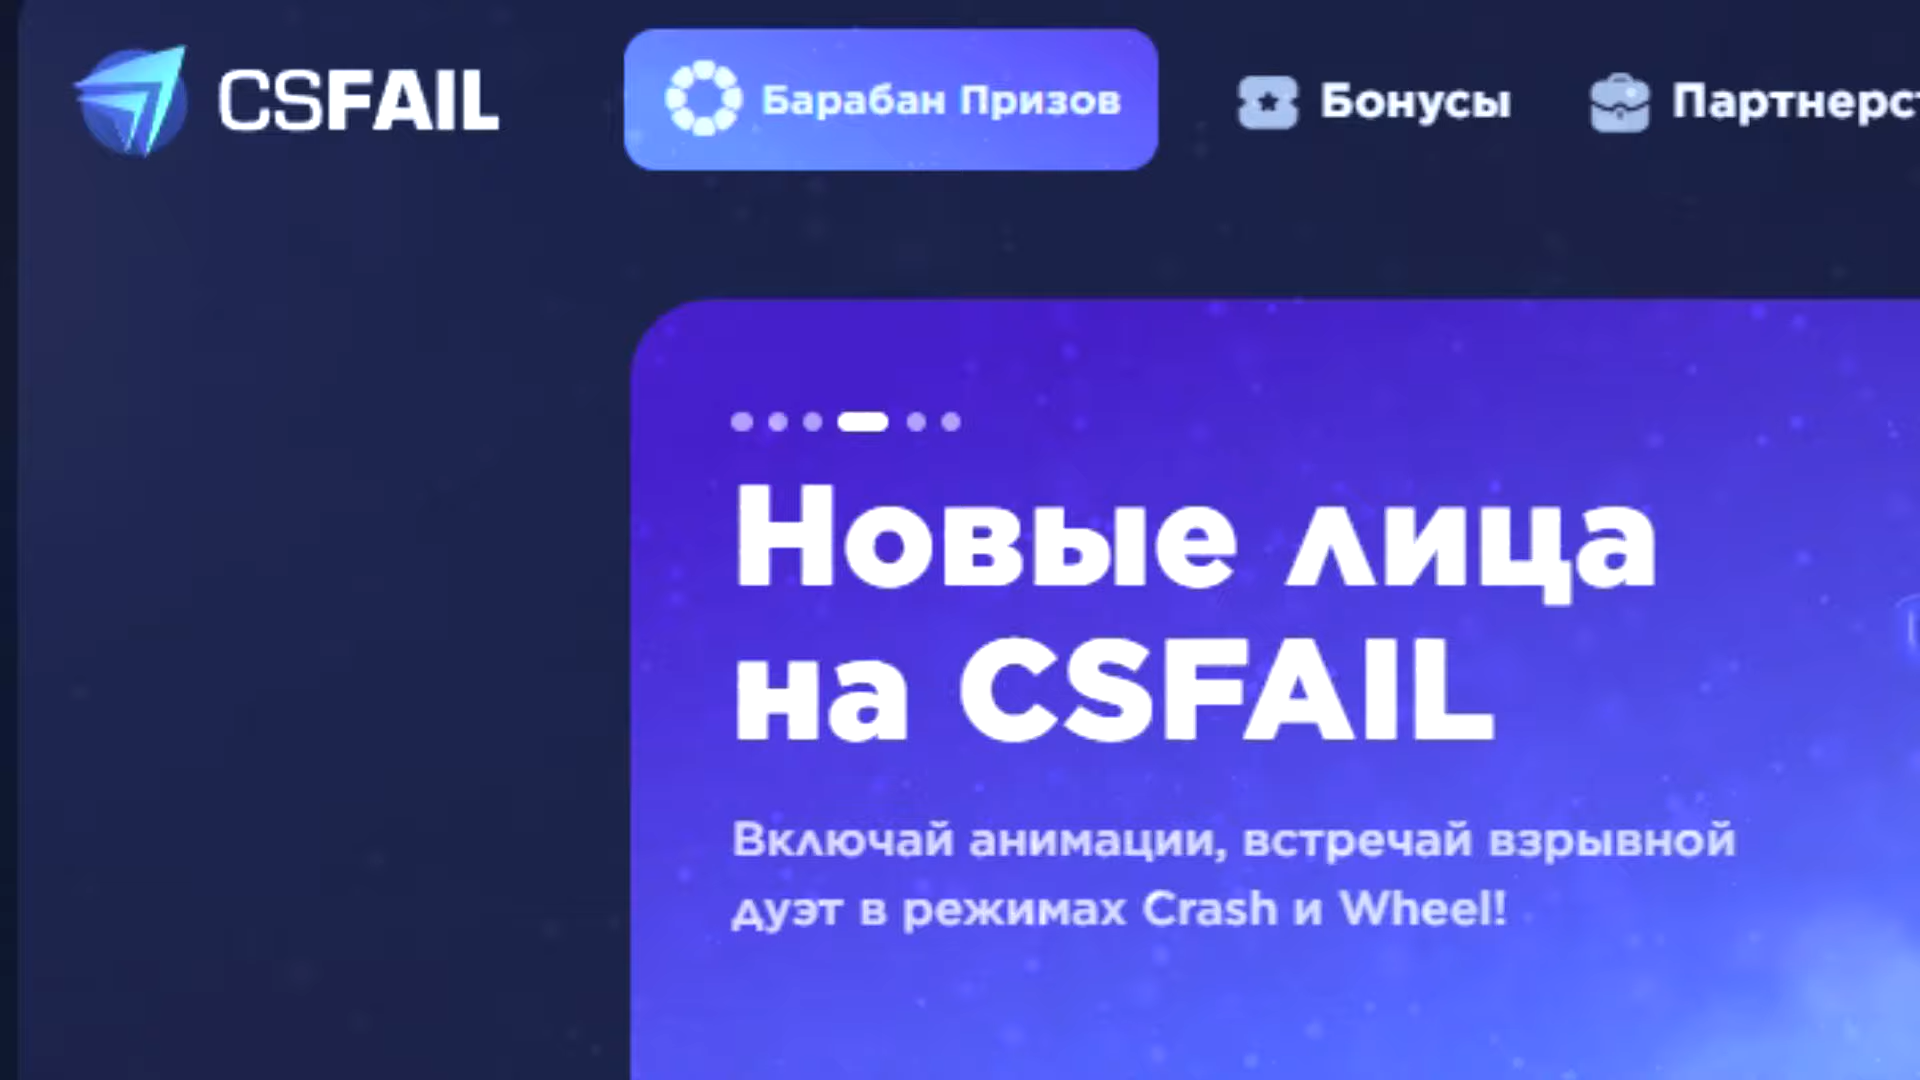 CSFAIL
Барабан Призов
Бонусы
Новые лица
на CSFAIL
Включай анимации, встречай взрывной
дуэт в режимах Crash и Wheel!